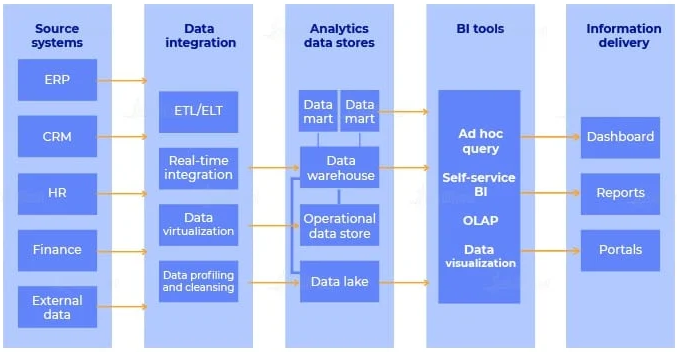 Source
systems
ERP
CRM
HR
Finance
External
data
Data
integration
ETL/ELT
Real-time
integration
Data
virtualization
Data profiling
and cleansing
Analytics
data stores
Data
mart
Data
mart
Data
warehouse
Operational
data store
Data lake
BI tools
Ad hoc
query
Self-service
BI
OLAP
Data
visualization
Information
delivery
Dashboard
Reports
Portals